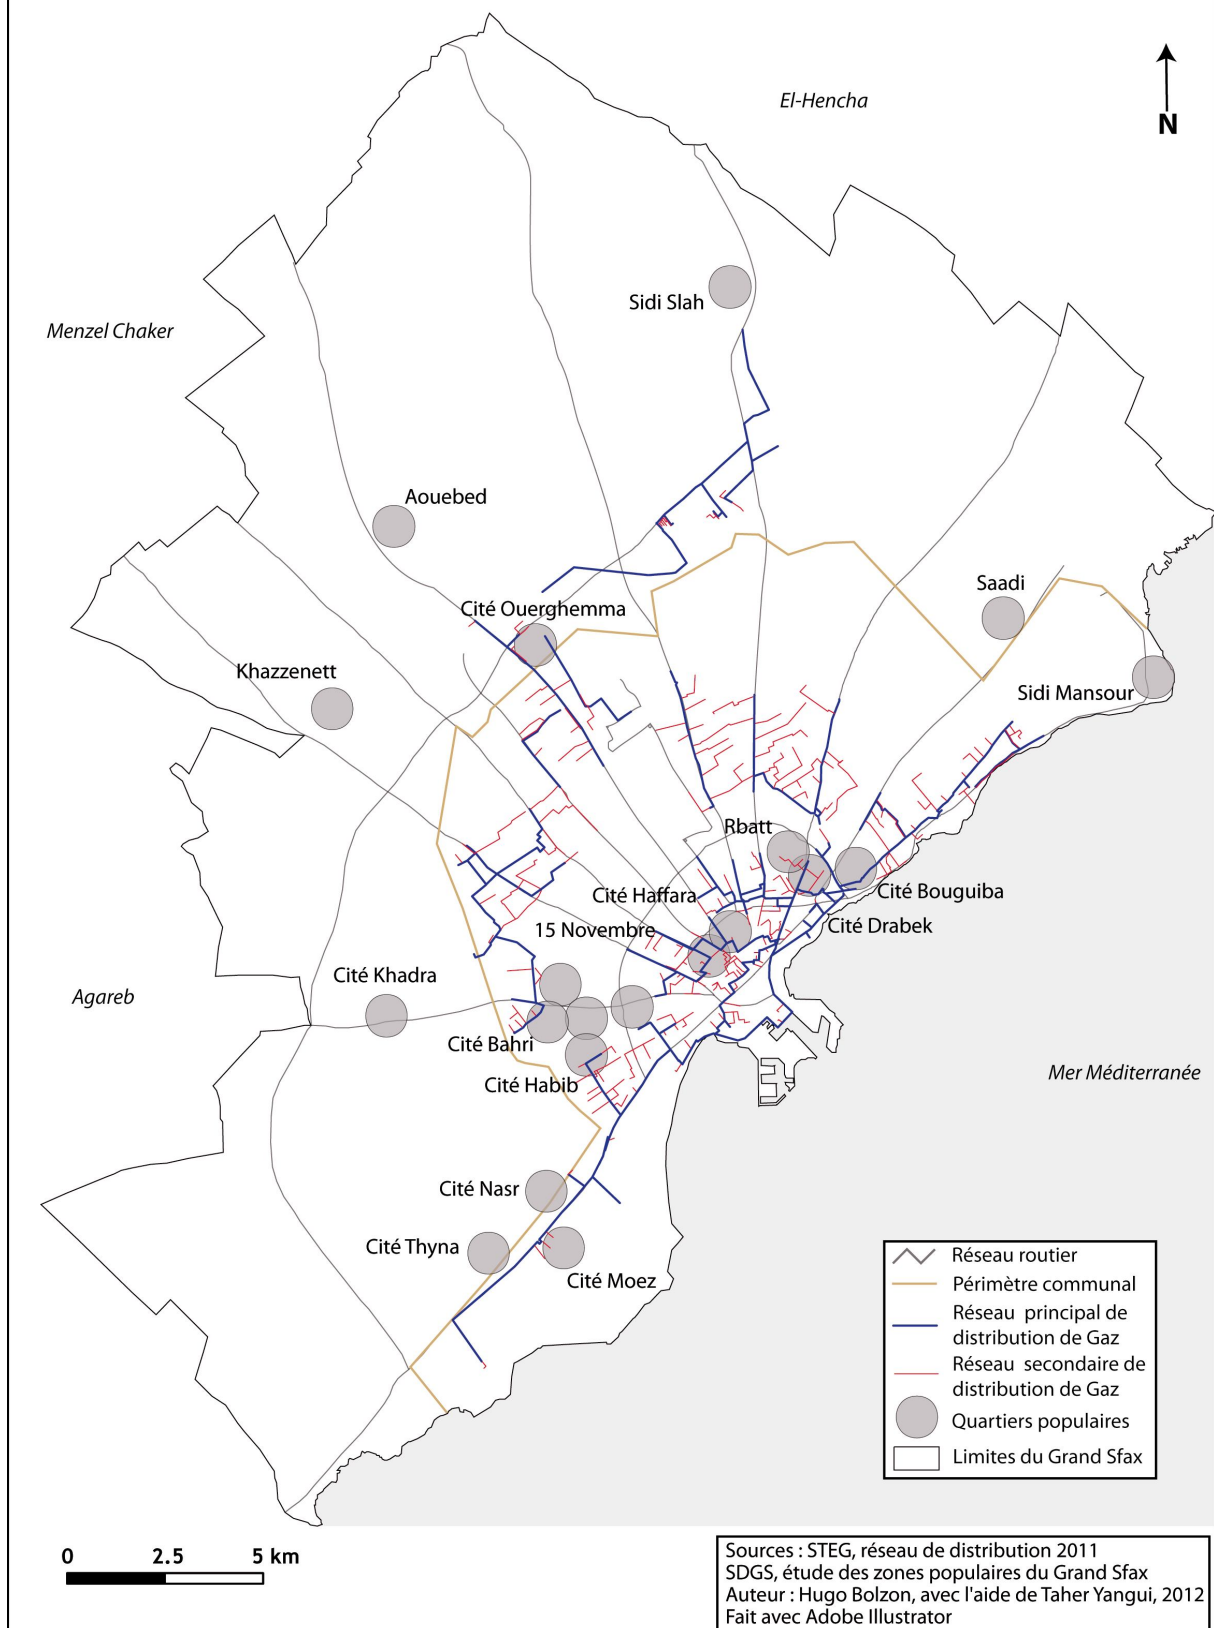 El-Hencha
N
Sidi Slah
Menzel Chaker
Aouebed
Saadi
Cité Ouerghemma
Khazzenett
Sidi Mansour
Rbatt
Cité Haffara
Cité Bouguiba
15 Novembre
Cité Drabek
Cité Khadra
Agareb
Cité Bahri
Mer Méditerranée
Cité Habib
Cité Nasr
Cité Thyna
Cité Moez
Réseau routier
Périmètre communal
Réseau principal de
distribution de Gaz
Réseau secondaire de
distribution de Gaz
Quartiers populaires
Limites du Grand Sfax
0 2.5 5 km
Sources : STEG, réseau de distribution 2011
SDGS, étude des zones populaires du Grand Sfax
Auteur : Hugo Bolzon, avec l'aide de Taher Yangui, 2012
Fait avec Adobe Illustrator